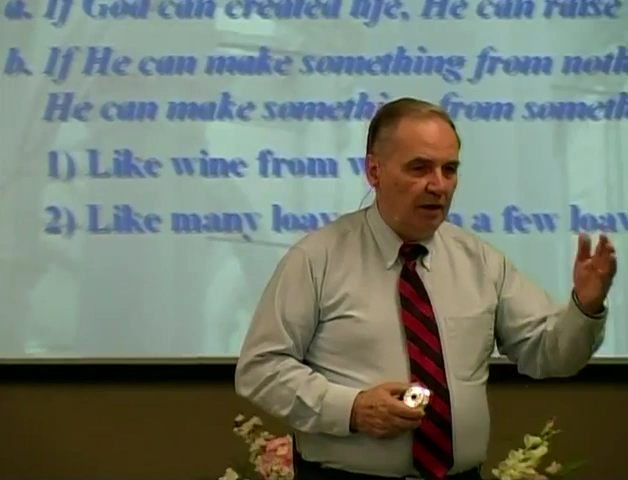 a. If God can created life, He can raise
b. If He can make something from noth
He can make somethi from someth
1) Like wine from w
2) Like many loav a few loav